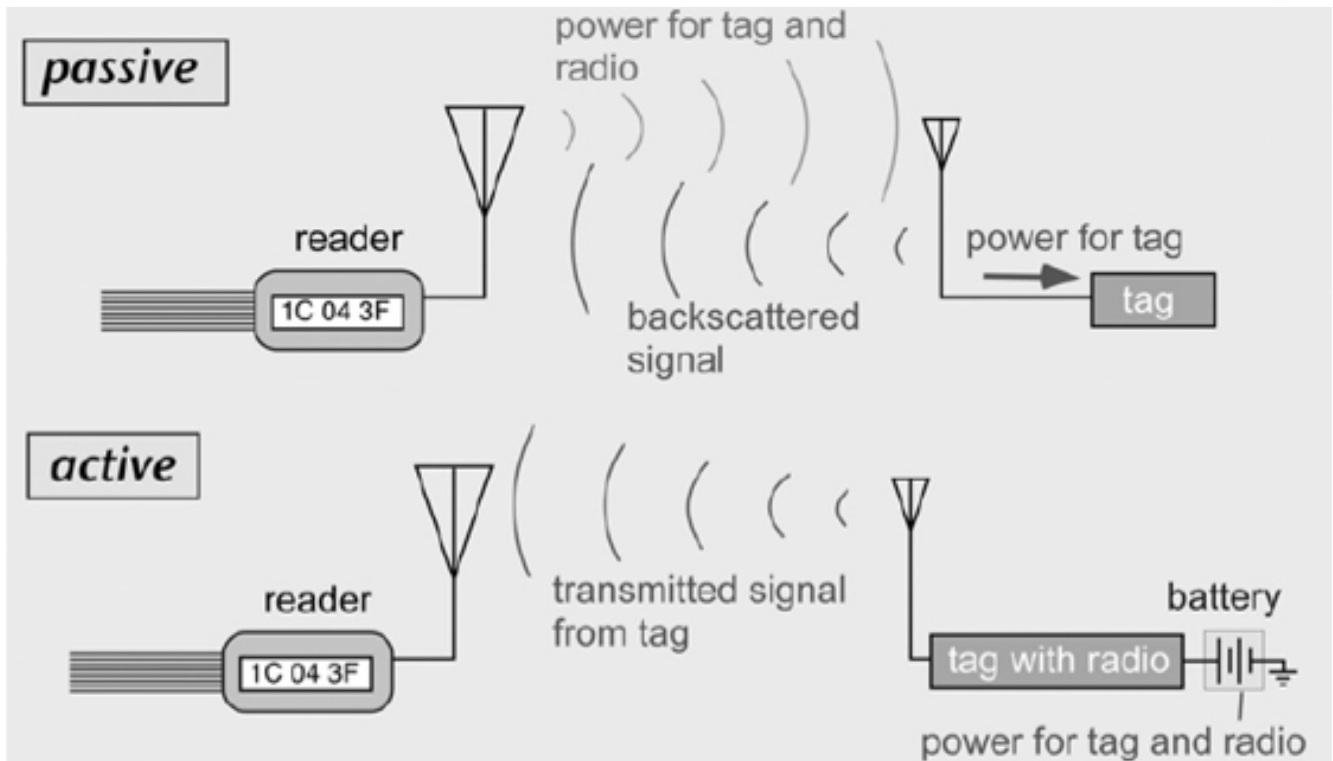 passive
power for tag and
radio
reader
1C 04 3F
power for tag
tag
backscattered
signal
active
reader
1C 04 3F
transmitted signal
from tag
battery
tag with radio
power for tag and radio